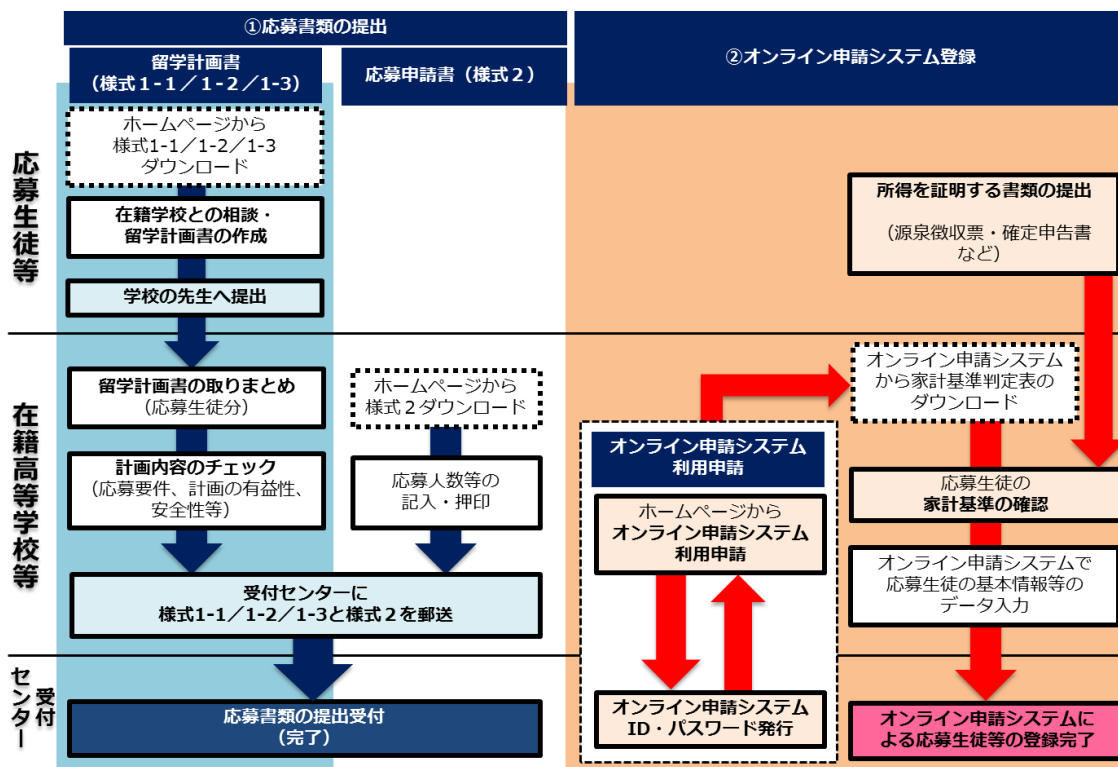 ①応募書類の提出
留学計画書
（様式１-１／１-２／１-３）
応募申請書（様式２）
②オンライン申請システム登録
応募生徒等
ホームページから
様式1-1／1-2／1-3
ダウンロード
在籍学校との相談・
留学計画書の作成
学校の先生へ提出
所得を証明する書類の提出
（源泉徴収票・確定申告書
など）
在籍高等学校等
留学計画書の取りまとめ
（応募生徒分）
計画内容のチェック
（応募要件、計画の有益性、
安全性等）
ホームページから
様式２ダウンロード
応募人数等の
記入・押印
受付センターに
様式1-1／1-2／1-3と様式２を郵送
オンライン申請システム
利用申請
ホームページから
オンライン申請システム
利用申請
オンライン申請システム
から家計基準判定表の
ダウンロード
応募生徒の
家計基準の確認
オンライン申請システムで
応募生徒の基本情報等の
データ入力
受付
センター
応募書類の提出受付
（完了）
オンライン申請システム
ID・パスワード発行
オンライン申請システムに
よる応募生徒等の登録完了